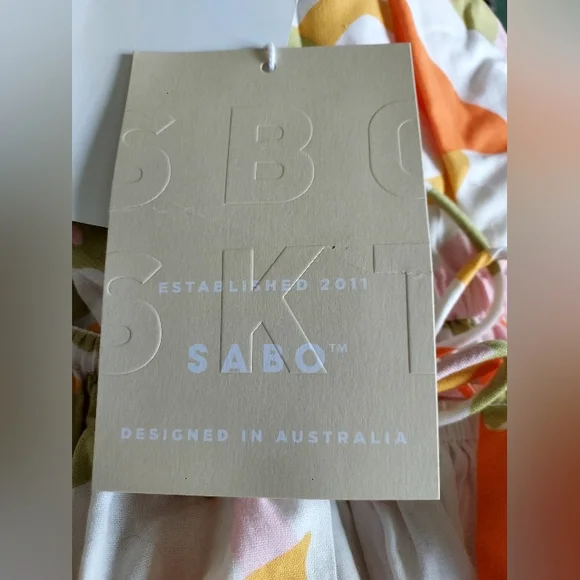 SBO
ESTABLISHED 2011
SKT
SABO™
DESIGNED IN AUSTRALIA